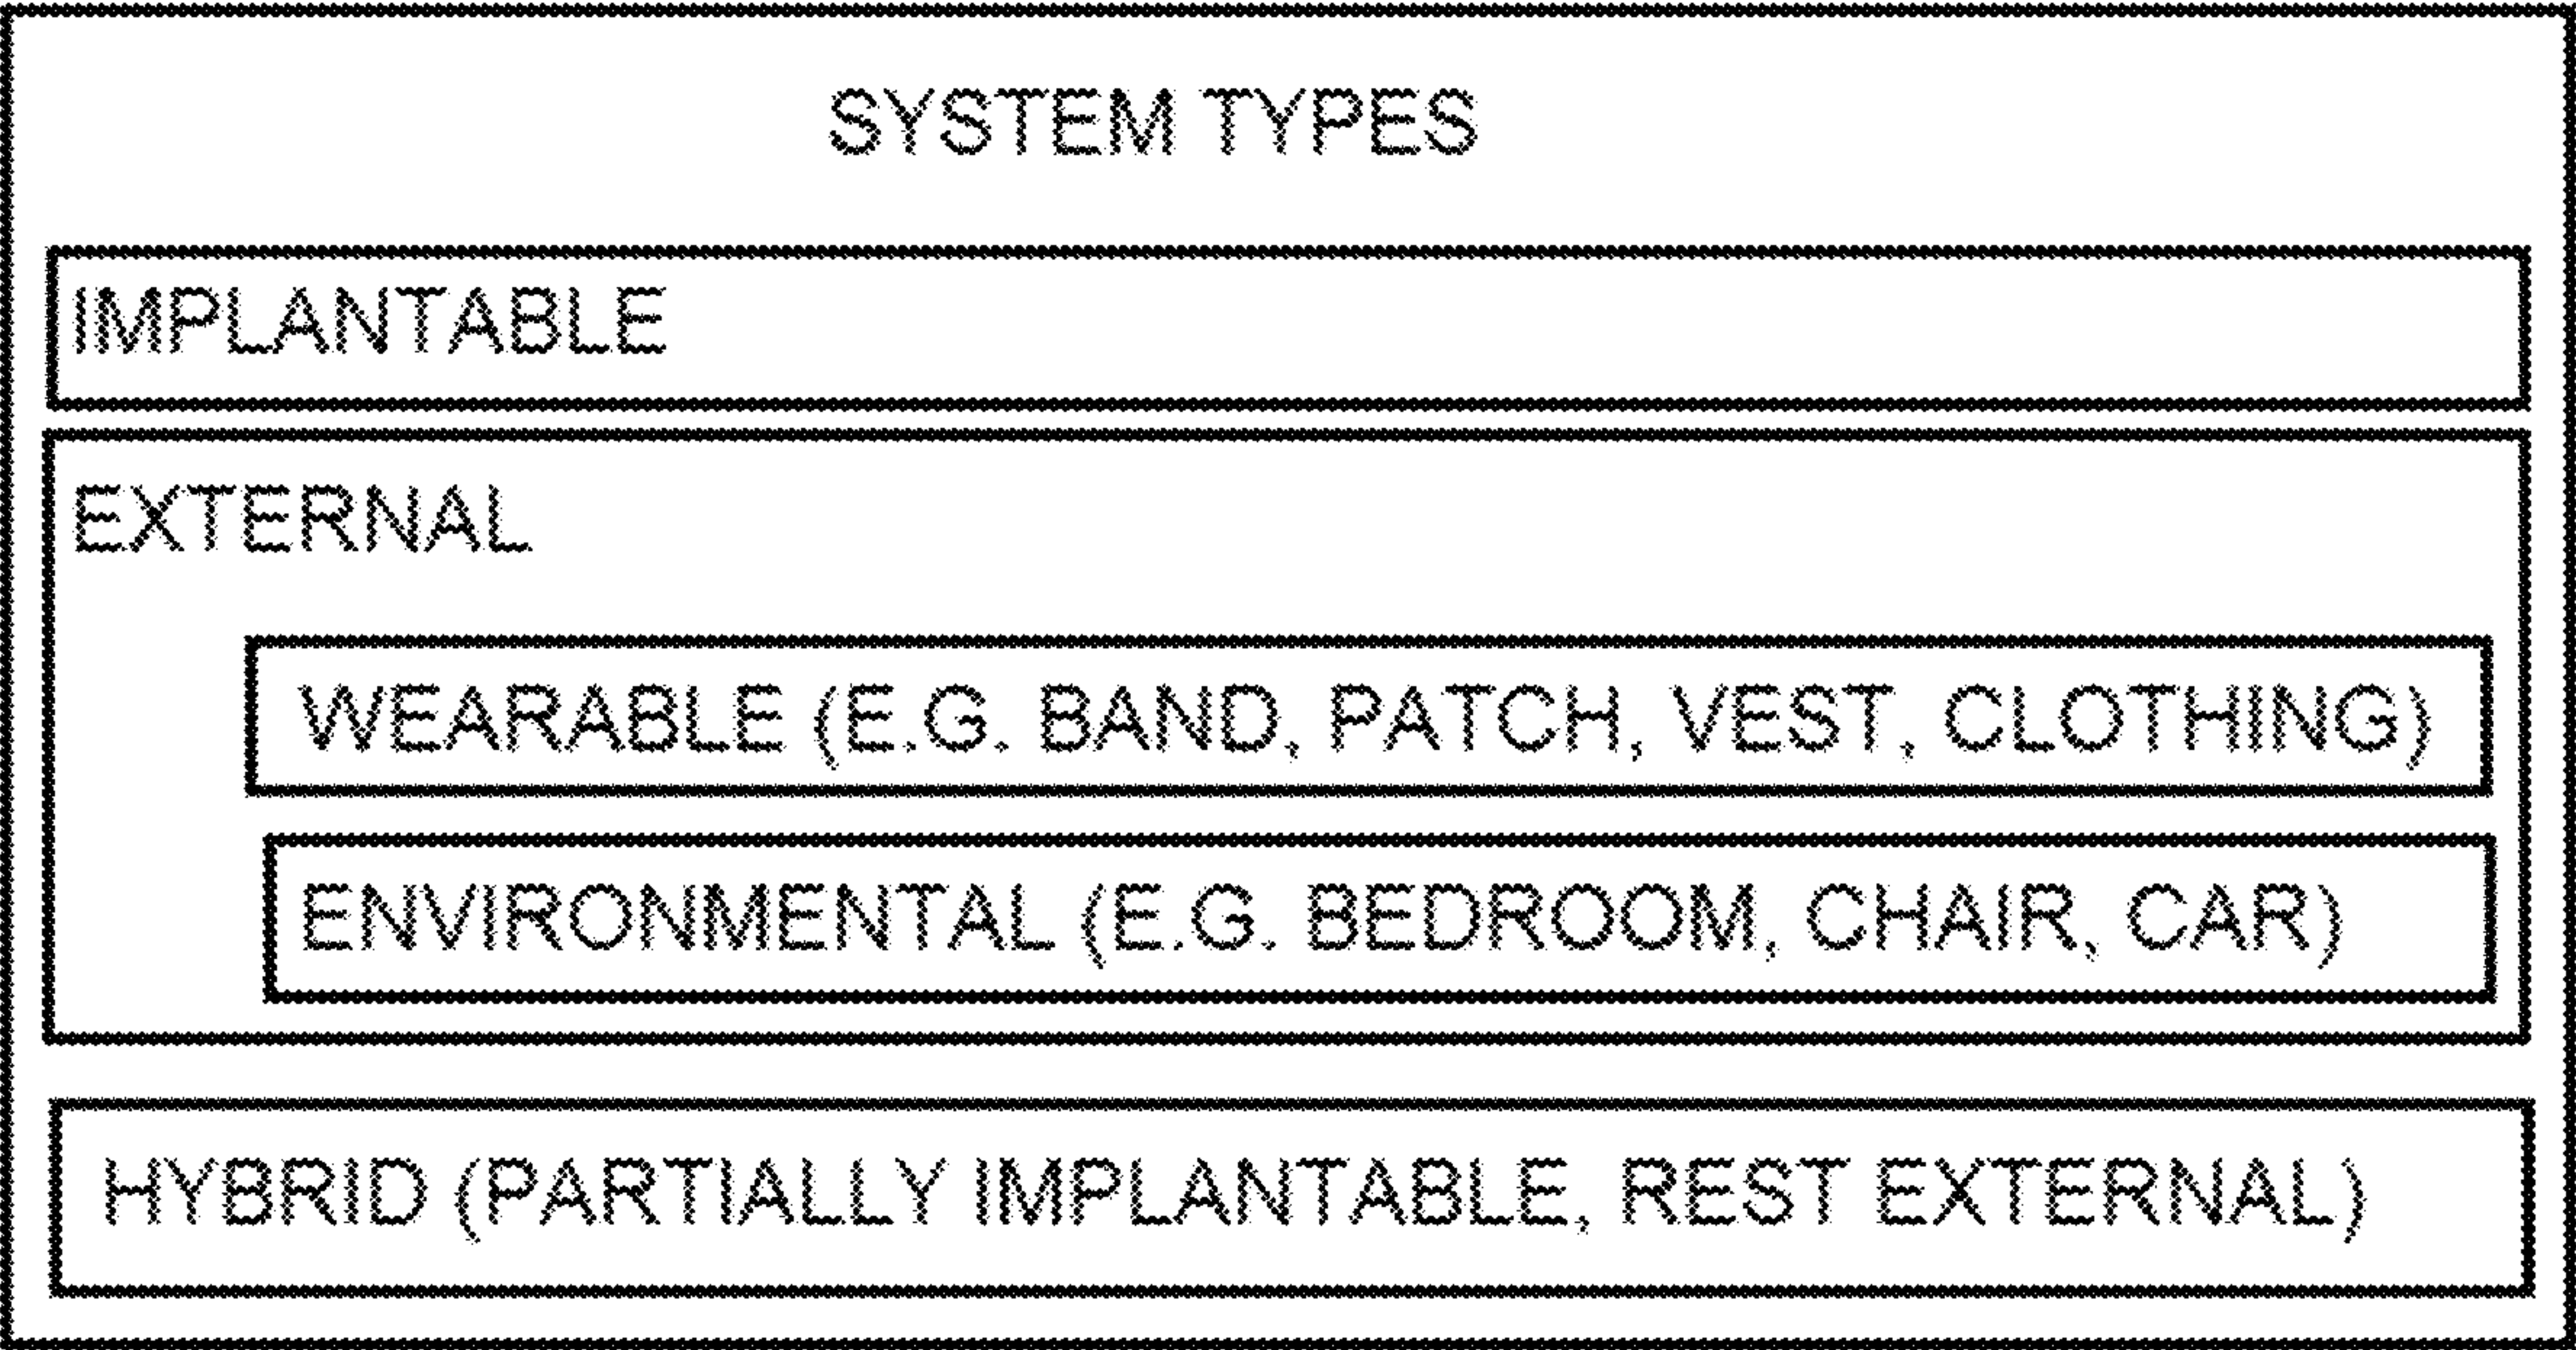 SYSTEM TYPES
IMPLANTABLE
EXTERNAL
WEARABLE (E.G. BAND, PATCH, VEST, CLOTHING)
ENVIRONMENTAL (E.G. BEDROOM, CHAIR, CAR)
HYBRID (PARTIALLY IMPLANTABLE, REST EXTERNAL)